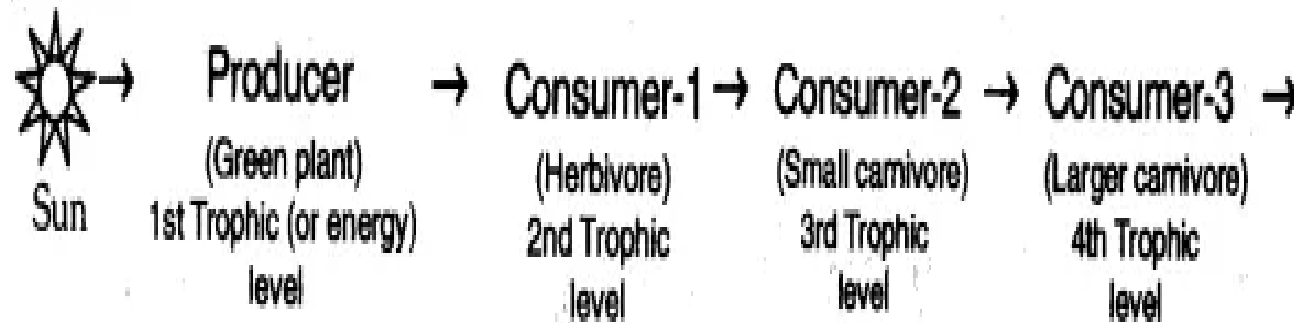 Sun
Producer
(Green plant)
1st Trophic (or energy)
level
Consumer-1
(Herbivore)
2nd Trophic
level
Consumer-2
(Small carnivore)
3rd Trophic
level
Consumer-3
(Larger carnivore)
4th Trophic
level